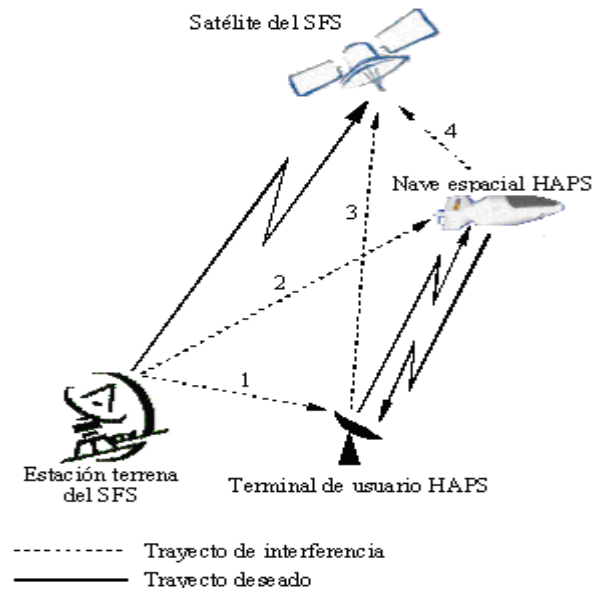 Satélite del SFS
4
Nave espacial HAPS
3
2
1
Estación terrena
del SFS
Terminal de usuario HAPS
Trayecto de interferencia
Trayecto deseado